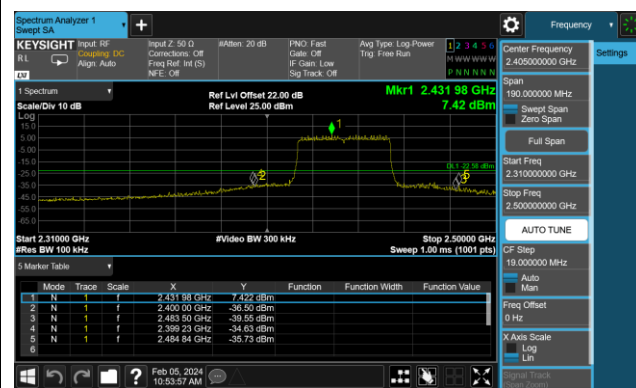 Spectrum Analyzer 1
Swept SA
Frequency
KEYSIGHT
Input: RF
Input Z: 50 Ω
#Atten: 20 dB
PNO: Fast
Avg Type: Log-Power
1 2 3 4 5 6
RL
Coupling: DC
Corrections: Off
Gate: Off
Trig: Free Run
M W W W W W
Align: Auto
Freq Ref: Int (S)
IF Gain: Low
NFE: Off
Sig Track: Off
P N N N N N
Center Frequency
2.405000000 GHz
Settings
Span
190.000000 MHz
Swept Span
Zero Span
Full Span
Start Freq
2.310000000 GHz
Stop Freq
2.500000000 GHz
AUTO TUNE
CF Step
19.000000 MHz
Auto
Man
Freq Offset
0 Hz
X Axis Scale
Log
Lin
Signal Track
(Span Zoom)
1 Spectrum
Ref Lvl Offset 22.00 dB
Mkr1 2.431 98 GHz
Scale/Div 10 dB
Ref Level 25.00 dBm
7.42 dBm
Log
15.0
5.00
-5.00
-15.0
-25.0
-35.0
-45.0
-55.0
-65.0
1
2
DL1 -22.58 dBm
Start 2.31000 GHz
#Video BW 300 kHz
Stop 2.50000 GHz
#Res BW 100 kHz
Sweep 1.00 ms (1001 pts)
5 Marker Table
Mode Trace Scale X Y Function Function Width Function Value
1 N 1 f 2.431 98 GHz 7.422 dBm
2 N 1 f 2.400 00 GHz -36.50 dBm
3 N 1 f 2.483 50 GHz -39.55 dBm
4 N 1 f 2.399 23 GHz -34.63 dBm
5 N 1 f 2.484 84 GHz -35.73 dBm
6
Feb 05, 2024
10:53:57 AM